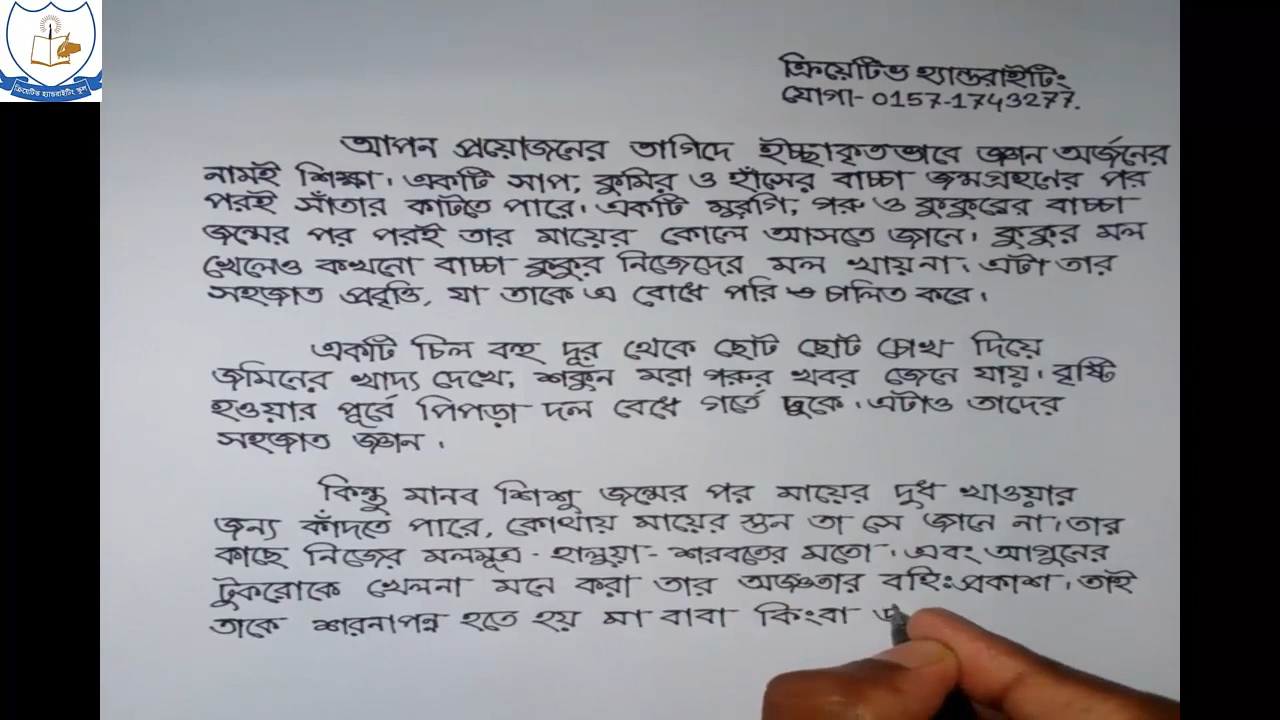 ক্রিয়েটিভ হ্যান্ডরাইটিং স্কুল
ক্রিয়েটিভ হ্যান্ডরাইটিং
যোগা- 0157-1743277.
আপন প্রয়োজনের তাগিদে ইচ্ছাকৃতভাবে জ্ঞান অর্জনের
নামই শিক্ষা। একটি সাপ, কুমির ও হাঁসের বাচ্চা জন্মগ্রহণের পর
পরই সাঁতার কাটতে পারে। একটি মুরগি, গরু ও কুকুরের বাচ্চা
জন্মের পর পরই তার মায়ের কোলে আসতে জানে। কুকুর মল
খেলেও কখনো বাচ্চা কুকুর নিজেদের মল খায়না। এটা তার
সহজাত প্রবৃত্তি, যা তাকে এ বোধে পরিচালিত করে।
একটি চিল বহু দূর থেকে ছোট ছোট চোখ দিয়ে
জমিনের খাদ্য দেখে, শকুন মরা গরুর খবর জেনে যায়। বৃষ্টি
হওয়ার পূর্বে পিপড়া দল বেধে গর্তে ঢুকে। এটাও তাদের
সহজাত জ্ঞান।
কিন্তু মানব শিশু জন্মের পর মায়ের দুধ খাওয়ার
জন্য কাঁদতে পারে, কোথায় মায়ের স্তন তা সে জানে না। তার
কাছে নিজের মলমূত্র - হালুয়া - শরবতের মতো। এবং আগুনের
টুকরোকে খেলনা মনে করা তার অজ্ঞতার বহিঃপ্রকাশ। তাই
তাকে শরনাপন্ন হতে হয় মা বাবা কিংবা